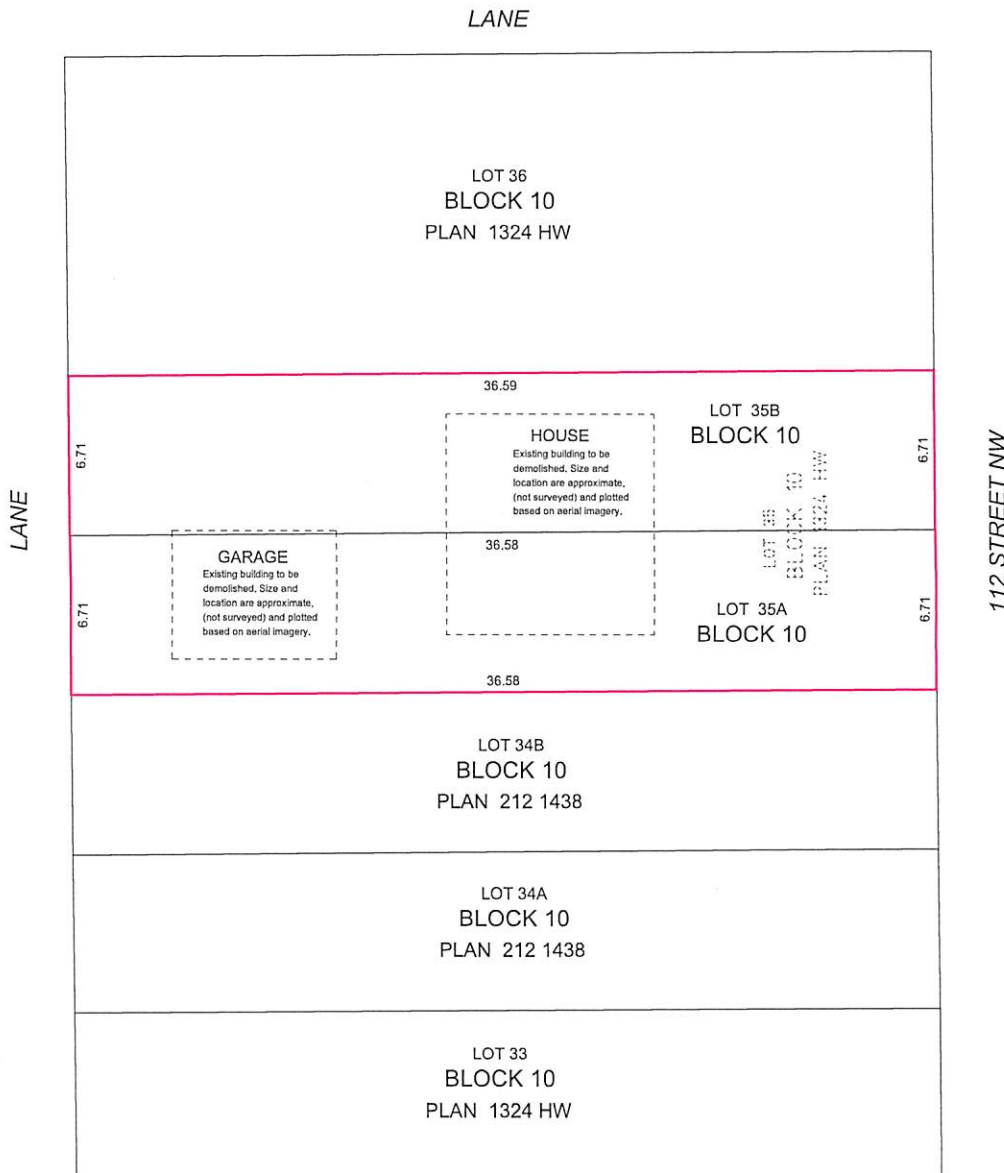 LANE
LOT 36
BLOCK 10
PLAN 1324 HW
36.59
LOT 35B
BLOCK 10
HOUSE
Existing building to be
demolished. Size and
location are approximate,
(not surveyed) and plotted
based on aerial imagery.
6.71
6.71
LANE
112 STREET NW
LOT 35
BLOCK 10
PLAN 1324 HW
36.58
GARAGE
Existing building to be
demolished. Size and
location are approximate,
(not surveyed) and plotted
based on aerial imagery.
6.71
6.71
LOT 35A
BLOCK 10
36.58
LOT 34B
BLOCK 10
PLAN 212 1438
LOT 34A
BLOCK 10
PLAN 212 1438
LOT 33
BLOCK 10
PLAN 1324 HW